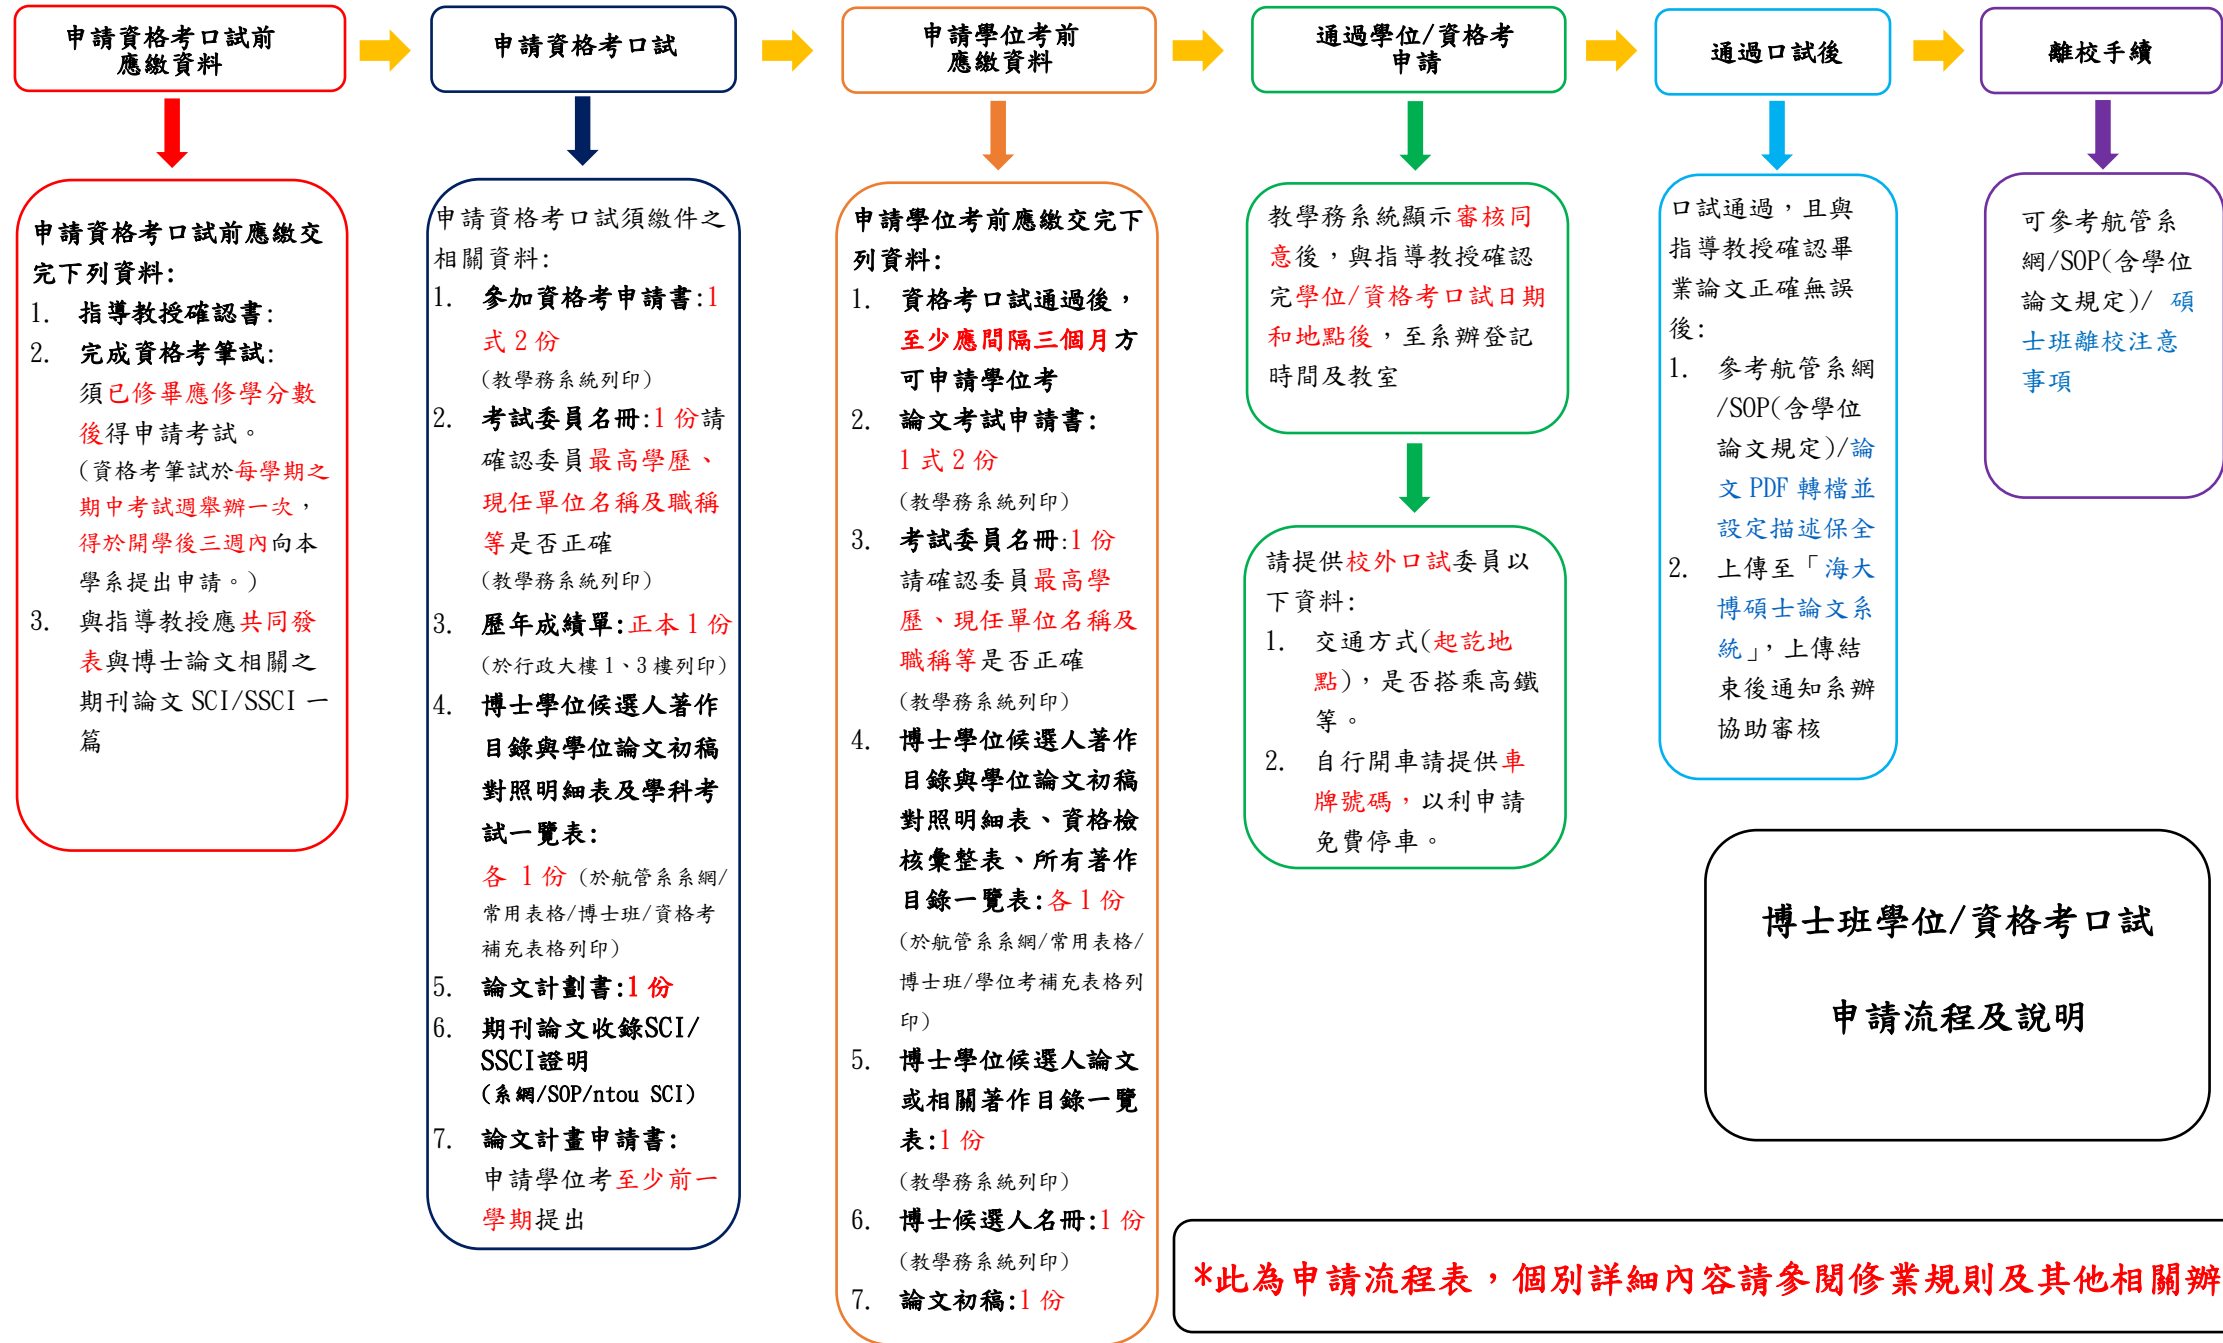 申請資格考口試前
應繳資料
申請資格考口試
申請學位考前
應繳資料
通過學位/資格考
申請
通過口試後
離校手續
申請資格考口試前應繳交
完下列資料:
1. 指導教授確認書:
2. 完成資格考筆試:
須已修畢應修學分數
後得申請考試。
(資格考筆試於每學期之
期中考試週舉辦一次，
得於開學後三週內向本
學系提出申請。)
3. 與指導教授應共同發
表與博士論文相關之
期刊論文 SCI/SSCI 一
篇
申請資格考口試須繳件之
相關資料:
1. 參加資格考申請書:1
式 2 份
(教學務系統列印)
2. 考試委員名冊:1 份請
確認委員最高學歷、
現任單位名稱及職稱
等是否正確
(教學務系統列印)
3. 歷年成績單:正本 1 份
(於行政大樓 1、3 樓列印)
4. 博士學位候選人著作
目錄與學位論文初稿
對照明細表及學科考
試一覽表:
各 1 份 (於航管系系網/
常用表格/博士班/資格考
補充表格列印)
5. 論文計劃書:1 份
6. 期刊論文收錄SCI/
SSCI證明
(系網/SOP/ntou SCI)
7. 論文計畫申請書:
申請學位考至少前一
學期提出
申請學位考前應繳交完下
列資料:
1. 資格考口試通過後，
至少應間隔三個月方
可申請學位考
2. 論文考試申請書:
1 式 2 份
(教學務系統列印)
3. 考試委員名冊:1 份
請確認委員最高學
歷、現任單位名稱及
職稱等是否正確
(教學務系統列印)
4. 博士學位候選人著作
目錄與學位論文初稿
對照明細表、資格檢
核彙整表、所有著作
目錄一覽表:各 1 份
(於航管系系網/常用表格/
博士班/學位考補充表格列
印)
5. 博士學位候選人論文
或相關著作目錄一覽
表:1 份
(教學務系統列印)
6. 博士候選人名冊:1 份
(教學務系統列印)
7. 論文初稿:1 份
教學務系統顯示審核同
意後，與指導教授確認
完學位/資格考口試日期
和地點後，至系辦登記
時間及教室
請提供校外口試委員以
下資料:
1. 交通方式(起訖地
點)，是否搭乘高鐵
等。
2. 自行開車請提供車
牌號碼，以利申請
免費停車。
口試通過，且與
指導教授確認畢
業論文正確無誤
後:
1. 參考航管系網
/SOP(含學位
論文規定)/論
文 PDF 轉檔並
設定描述保全
2. 上傳至「海大
博碩士論文系
統」，上傳結
束後通知系辦
協助審核
可參考航管系
網/SOP(含學位
論文規定)/ 碩
士班離校注意
事項
博士班學位/資格考口試
申請流程及說明
*此為申請流程表，個別詳細內容請參閱修業規則及其他相關辦